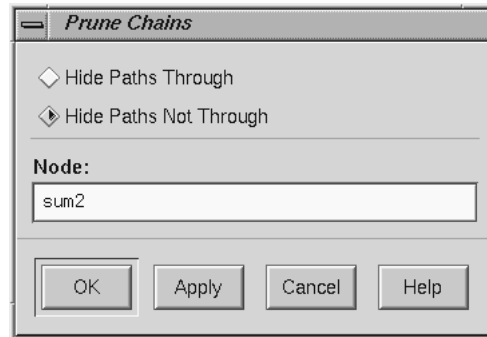 Prune Chains
Hide Paths Through
Hide Paths Not Through
Node:
sum2
OK Apply Cancel Help